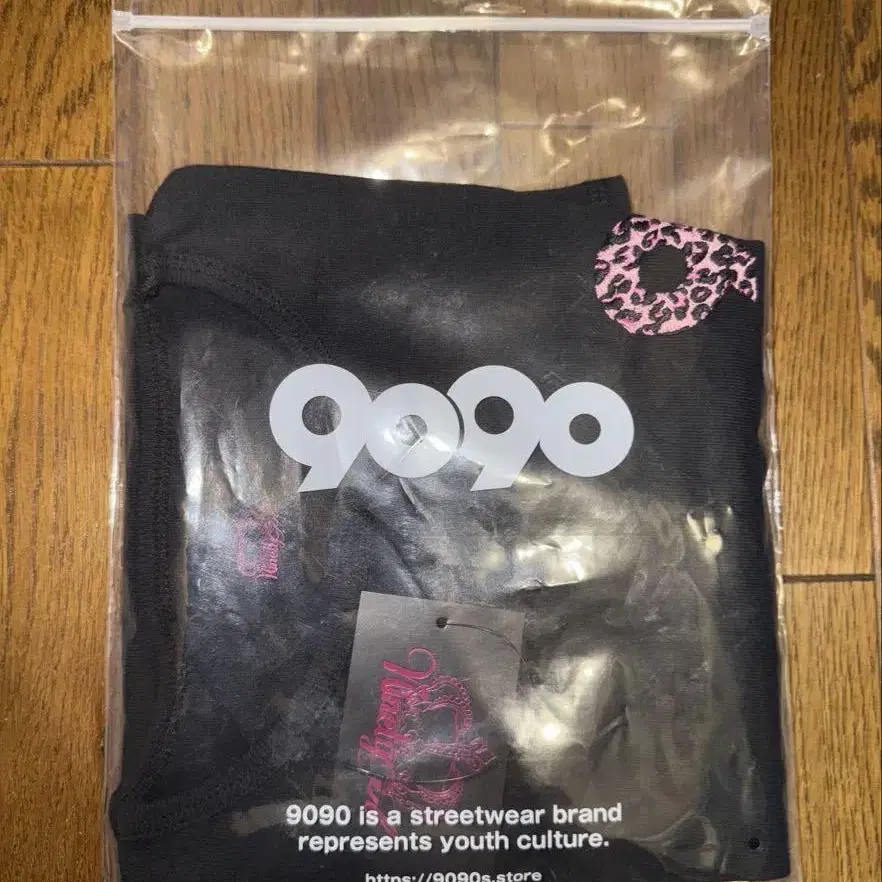 9090
9090 is a streetwear brand
represents youth culture.
https://9090s.store